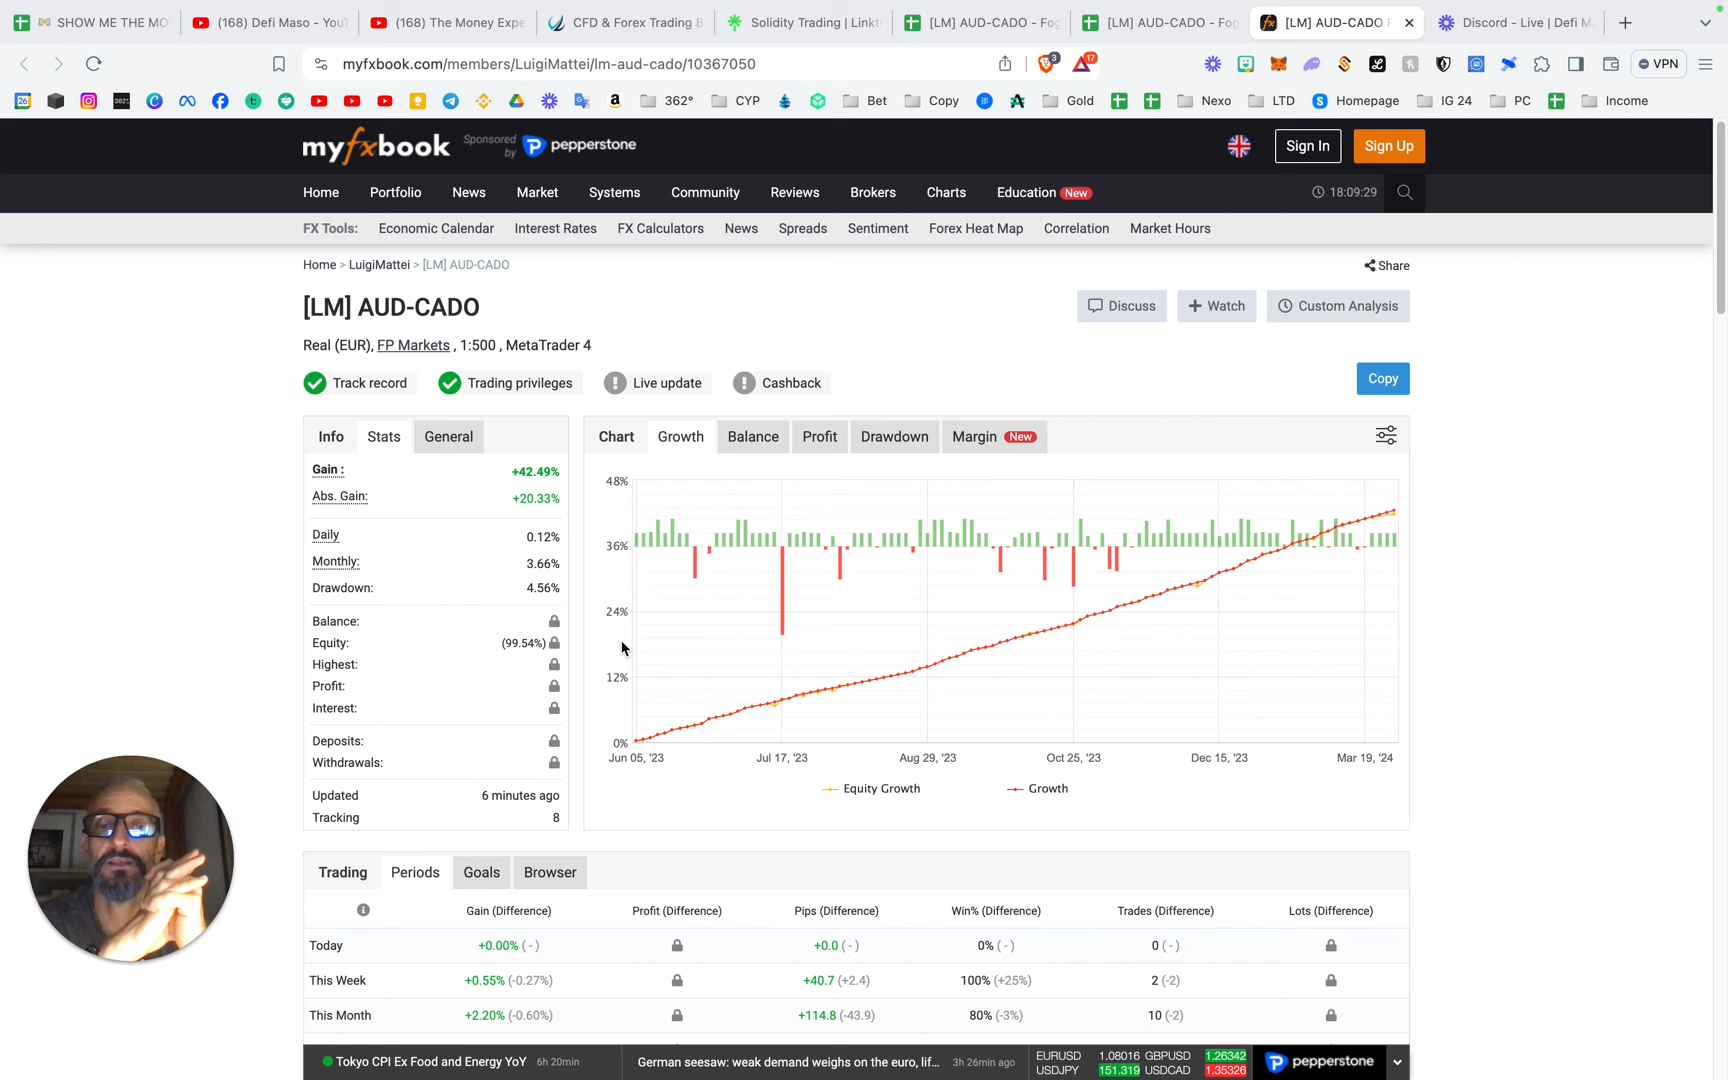 SHOW ME THE MO
(168) Defi Maso - YouT
(168) The Money Expe
CFD & Forex Trading B
Solidity Trading | Linktr
[LM] AUD-CADO - Fog
[LM] AUD-CADO - Fog
[LM] AUD-CADO F
Discord - Live | Defi M
myfxbook.com/members/LuigiMattei/lm-aud-cado/10367050
3
17
VPN
26
362°
362°
CYP
Bet
Copy
Gold
Nexo
LTD
Homepage
IG 24
PC
Income
myfxbook
Sponsored by
pepperstone
Sign In
Sign Up
Home
Portfolio
News
Market
Systems
Community
Reviews
Brokers
Charts
Education New
18:09:29
FX Tools:
Economic Calendar
Interest Rates
FX Calculators
News
Spreads
Sentiment
Forex Heat Map
Correlation
Market Hours
Home > LuigiMattei > [LM] AUD-CADO
Share
[LM] AUD-CADO
Discuss
Watch
Custom Analysis
Real (EUR), FP Markets , 1:500 , MetaTrader 4
Track record
Trading privileges
Live update
Cashback
Copy
Info
Stats
General
Gain : +42.49%
Abs. Gain: +20.33%
Daily 0.12%
Monthly: 3.66%
Drawdown: 4.56%
Balance:
Equity: (99.54%)
Highest:
Profit:
Interest:
Deposits:
Withdrawals:
Updated 6 minutes ago
Tracking 8
Chart
Growth
Balance
Profit
Drawdown
Margin New
48%
36%
24%
12%
0%
Jun 05, '23
Jul 17, '23
Aug 29, '23
Oct 25, '23
Dec 15, '23
Mar 19, '24
Equity Growth
Growth
Trading
Periods
Goals
Browser
Gain (Difference) Profit (Difference) Pips (Difference) Win% (Difference) Trades (Difference) Lots (Difference)
Today +0.00% ( - ) +0.0 ( - ) 0% ( - ) 0 ( - )
This Week +0.55% (-0.27%) +40.7 (+2.4) 100% (+25%) 2 (-2)
This Month +2.20% (-0.60%) +114.8 (-43.9) 80% (-3%) 10 (-2)
Tokyo CPI Ex Food and Energy YoY 6h 20min
German seesaw: weak demand weighs on the euro, lif... 3h 26min ago
EURUSD 1.08016 GBPUSD 1.26342
USDJPY 151.319 USDCAD 1.35326
pepperstone